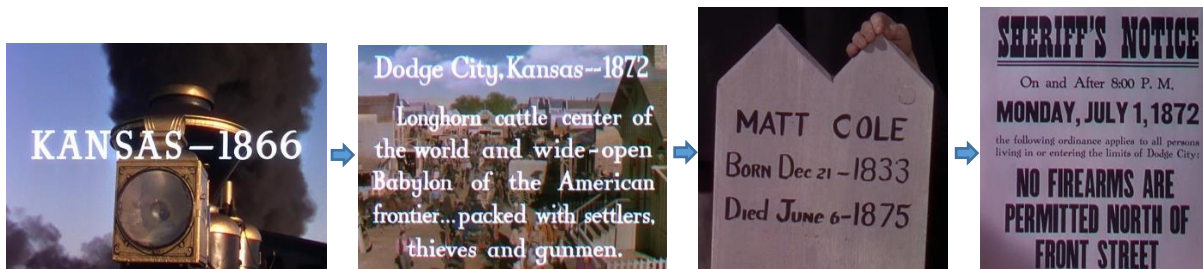 KANSAS-1866
Dodge City, Kansas--1872
Longhorn cattle center of
the world and wide-open
Babylon of the American
frontier...packed with settlers,
thieves and gunmen.
MATT COLE
BORN DEC 21-1833
DIED JUNE 6-1875
SHERIFF'S NOTICE
On and After 8:00 P. M.
MONDAY, JULY 1, 1872
the following ordinance applies to all persons
living in or entering the limits of Dodge City:
NO FIREARMS ARE
PERMITTED NORTH OF
FRONT STREET